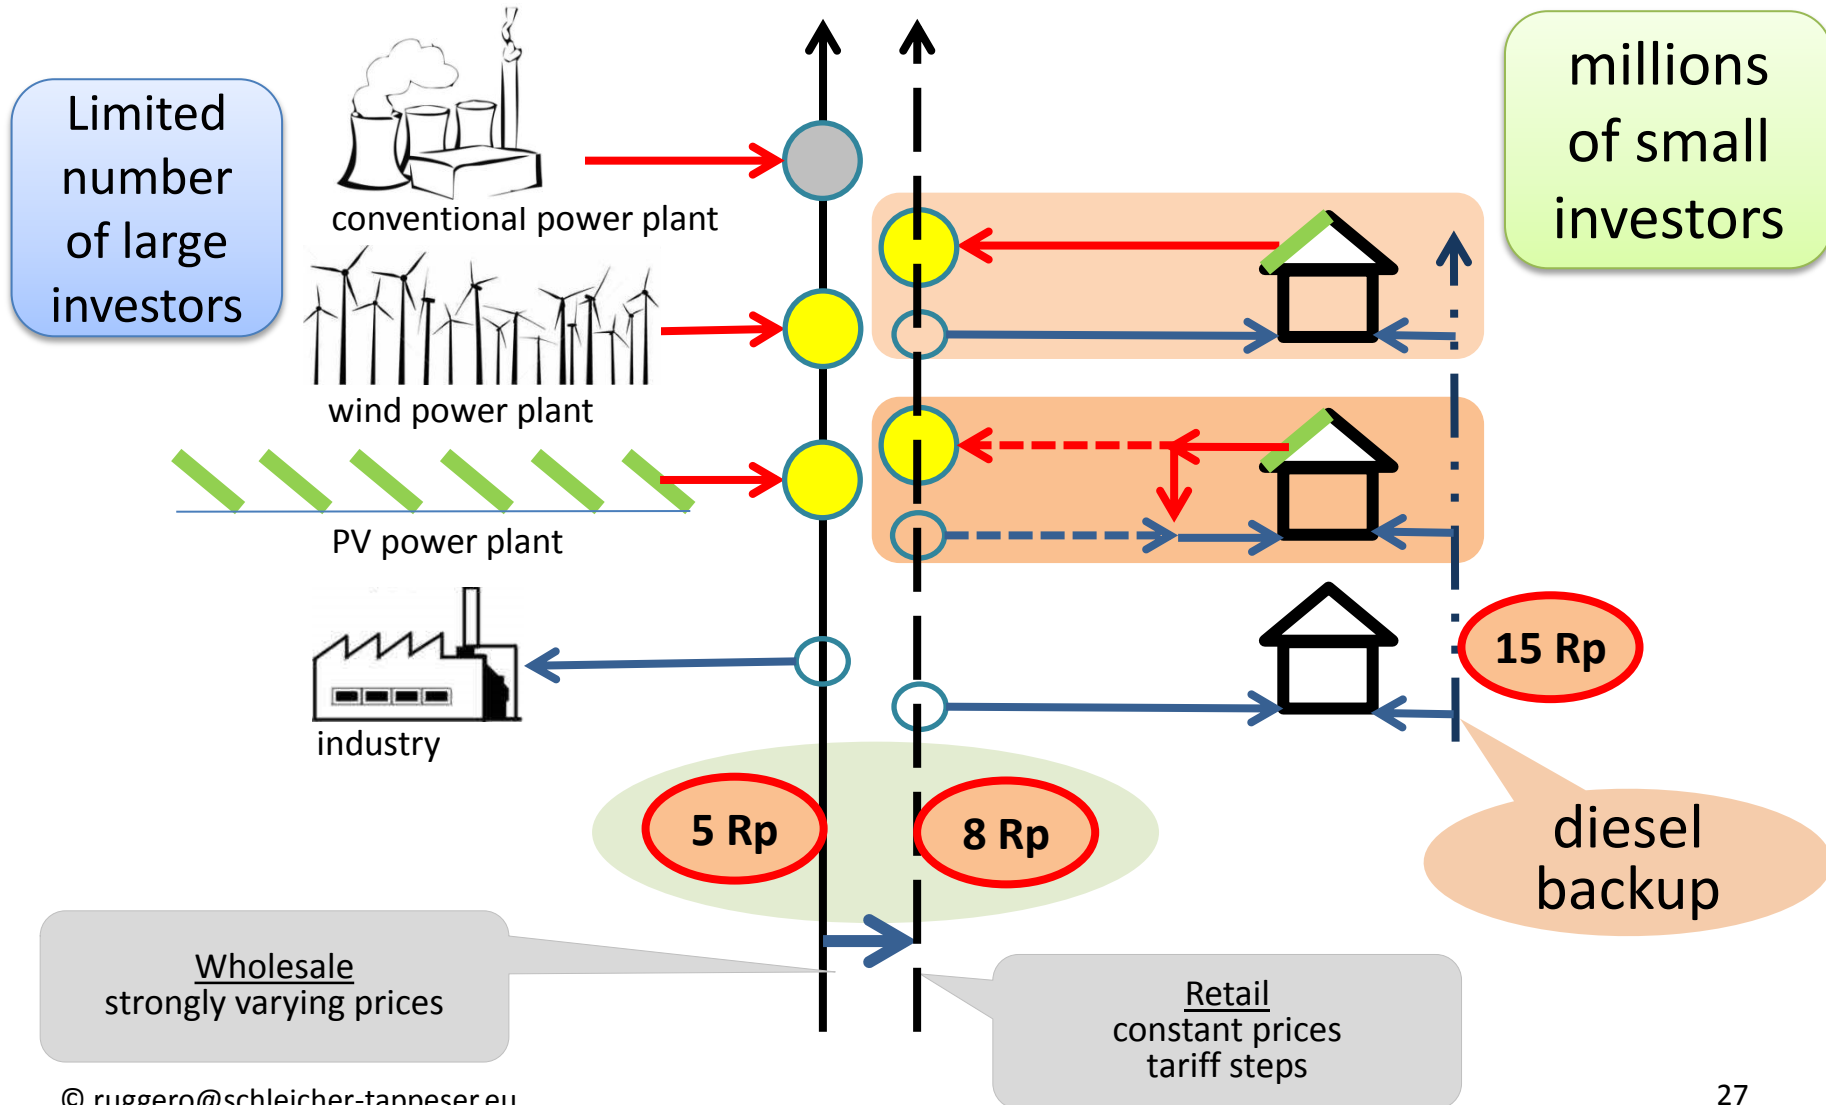 Limited
number
of large
investors
millions
of small
investors
conventional power plant
wind power plant
PV power plant
industry
15 Rp
5 Rp
8 Rp
diesel
backup
Wholesale
strongly varying prices
Retail
constant prices
tariff steps
© ruggero@schleicher-tappeser.eu
27